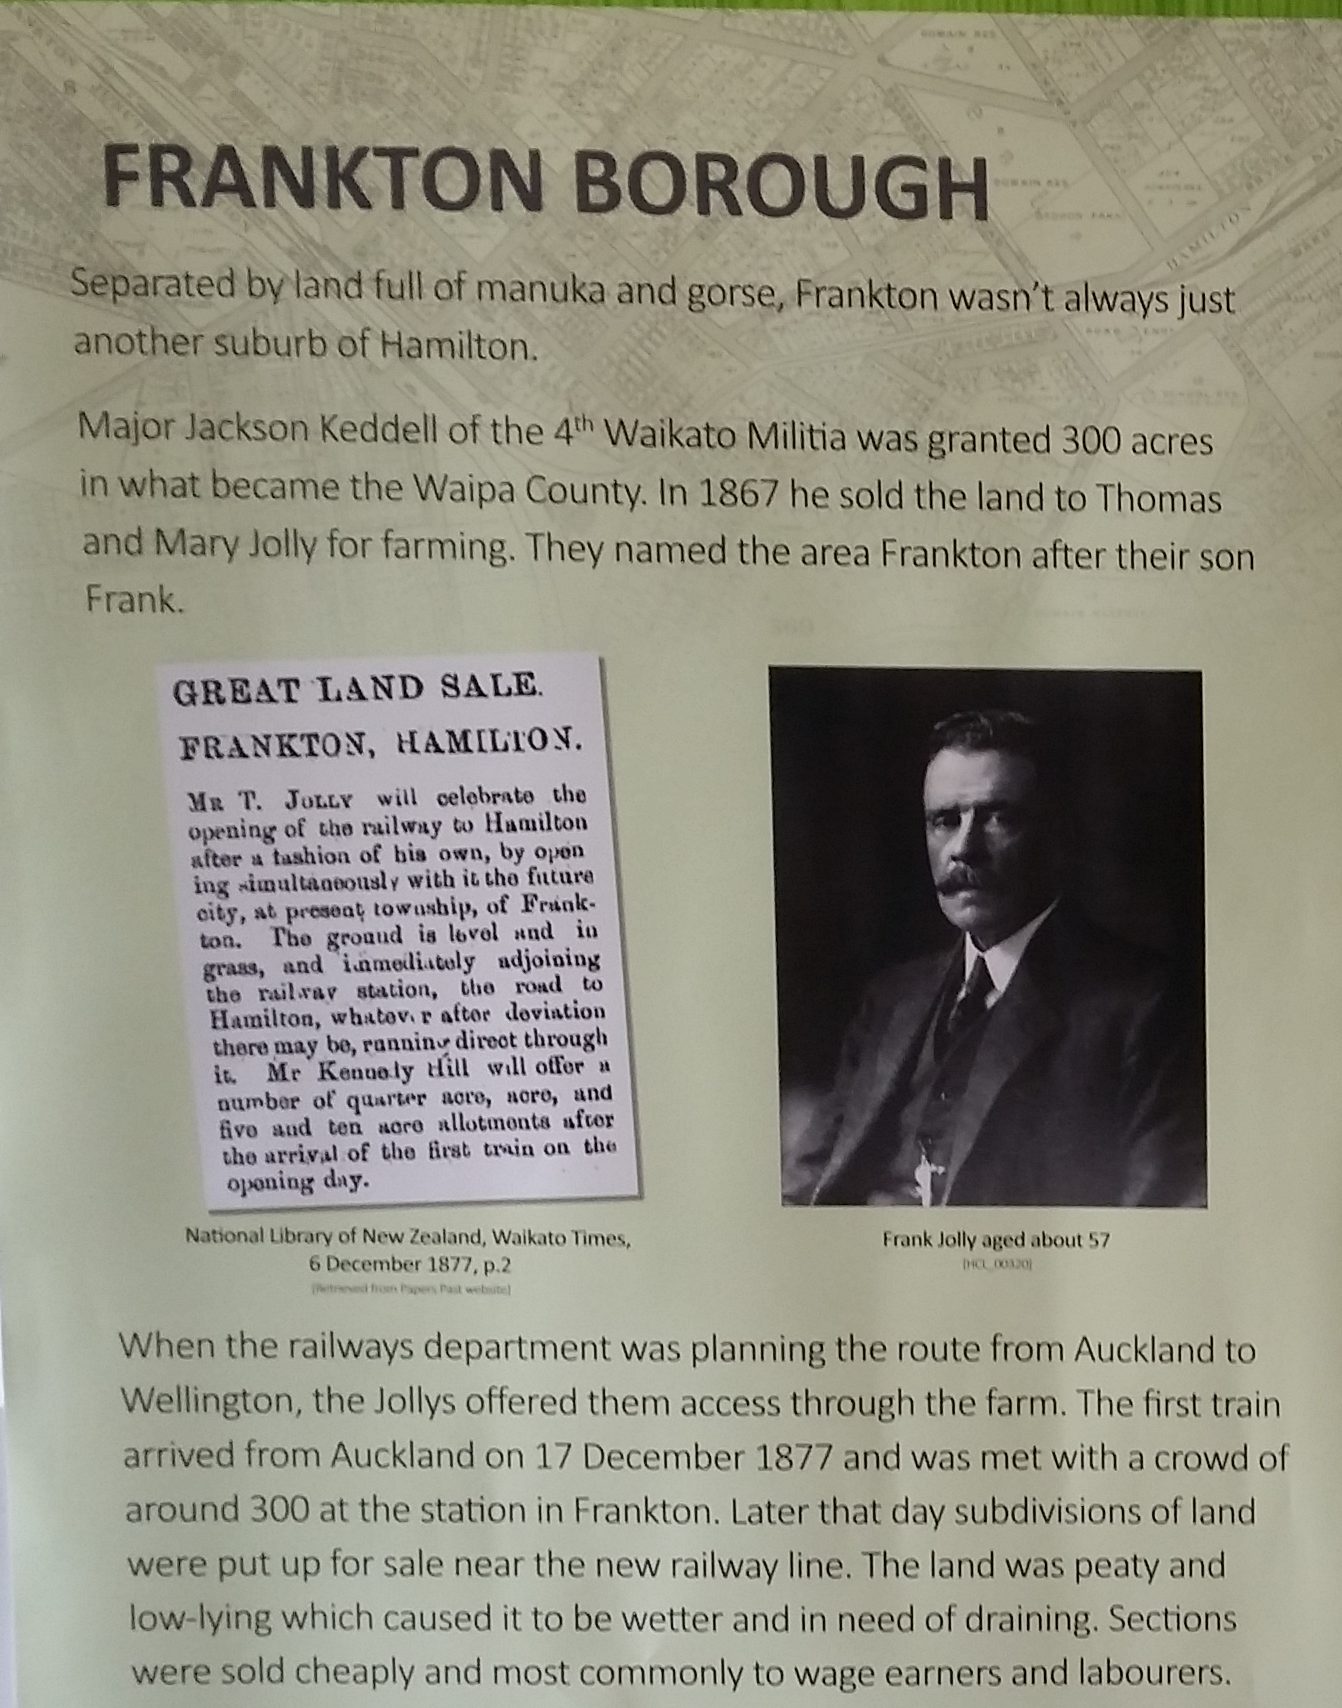 FRANKTON BOROUGH
HAMILTON
Separated by land full of manuka and gorse, Frankton wasn't always just
another suburb of Hamilton.
Major Jackson Keddell of the 4th Waikato Militia was granted 300 acres
in what became the Waipa County. In 1867 he sold the land to Thomas
and Mary Jolly for farming. They named the area Frankton after their son
Frank.
GREAT LAND SALE.
FRANKTON, HAMILTON.
MR T. JOLLY will celebrate the
opening of the railway to Hamilton
after a fashion of his own, by open
ing simultaneously with it the future
city, at present township, of Frank-
ton. The ground is level and in
grass, and immediately adjoining
the railway station, the road to
Hamilton, whatever after deviation
there may be, running direct through
it. Mr Kennedy Hill will offer a
number of quarter acre, acre, and
five and ten acre allotments after
the arrival of the first train on the
opening day.
National Library of New Zealand, Waikato Times,
6 December 1877, p.2
[Retrieved from Papers Past website]
Frank Jolly aged about 57
[HCL_00320]
When the railways department was planning the route from Auckland to
Wellington, the Jollys offered them access through the farm. The first train
arrived from Auckland on 17 December 1877 and was met with a crowd of
around 300 at the station in Frankton. Later that day subdivisions of land
were put up for sale near the new railway line. The land was peaty and
low-lying which caused it to be wetter and in need of draining. Sections
were sold cheaply and most commonly to wage earners and labourers.